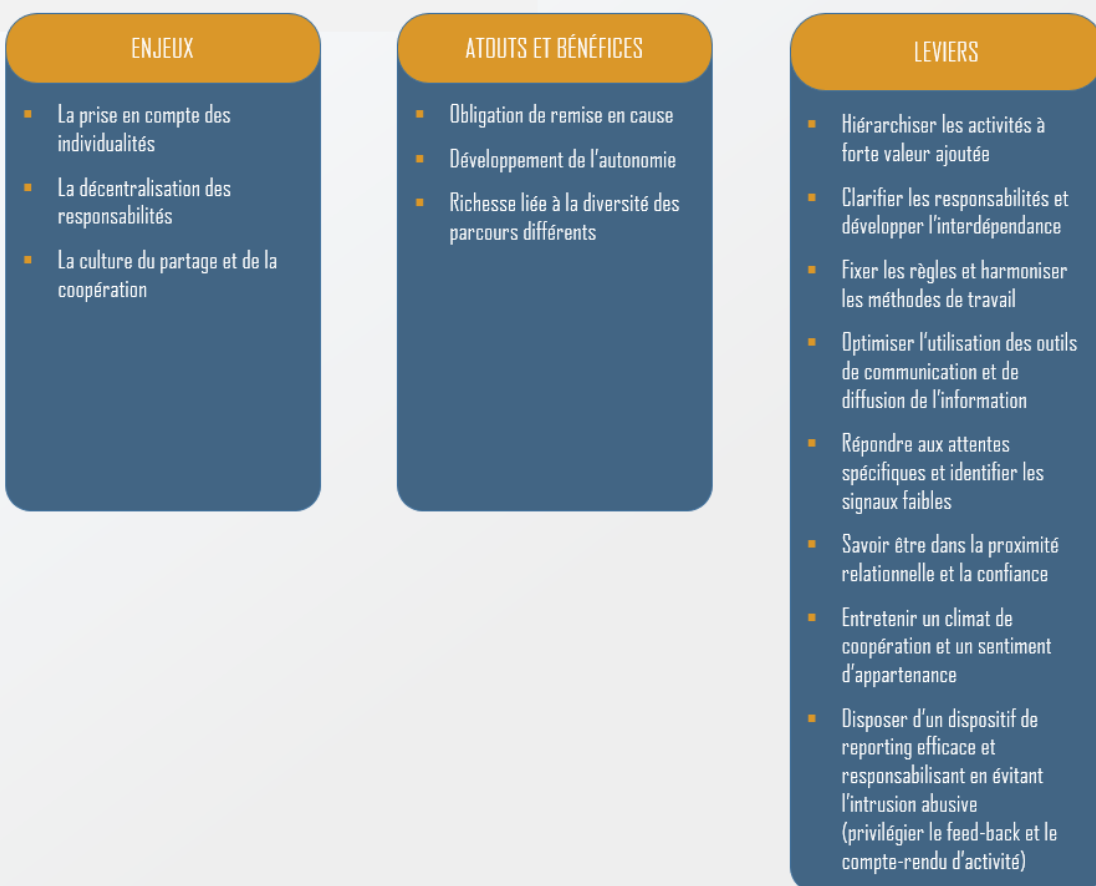 ENJEUX
▪ La prise en compte des
individualités
▪ La décentralisation des
responsabilités
▪ La culture du partage et de la
coopération
ATOUTS ET BÉNÉFICES
▪ Obligation de remise en cause
▪ Développement de l'autonomie
▪ Richesse liée à la diversité des
parcours différents
LEVIERS
▪ Hiérarchiser les activités à
forte valeur ajoutée
▪ Clarifier les responsabilités et
développer l'interdépendance
▪ Fixer les règles et harmoniser
les méthodes de travail
▪ Optimiser l'utilisation des outils
de communication et de
diffusion de l'information
▪ Répondre aux attentes
spécifiques et identifier les
signaux faibles
▪ Savoir être dans la proximité
relationnelle et la confiance
▪ Entretenir un climat de
coopération et un sentiment
d'appartenance
▪ Disposer d'un dispositif de
reporting efficace et
responsabilisant en évitant
l'intrusion abusive
(privilégier le feed-back et le
compte-rendu d'activité)